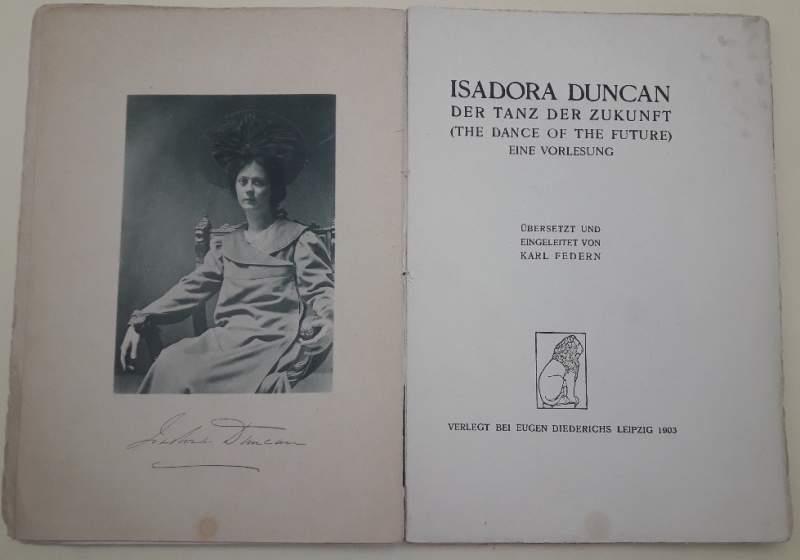 Isadora Duncan
ISADORA DUNCAN
DER TANZ DER ZUKUNFT
(THE DANCE OF THE FUTURE)
EINE VORLESUNG
ÜBERSETZT UND
EINGELEITET VON
KARL FEDERN
VERLEGT BEI EUGEN DIEDERICHS LEIPZIG 1903